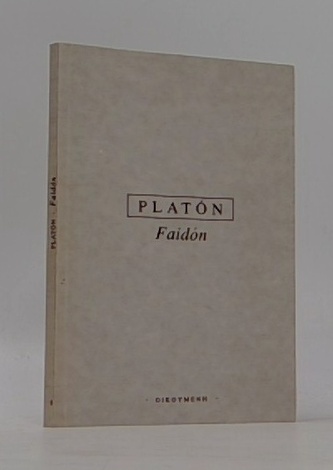 PLATÓN
Faidón
· OIKOYMENH ·
PLATÓN · Faidón